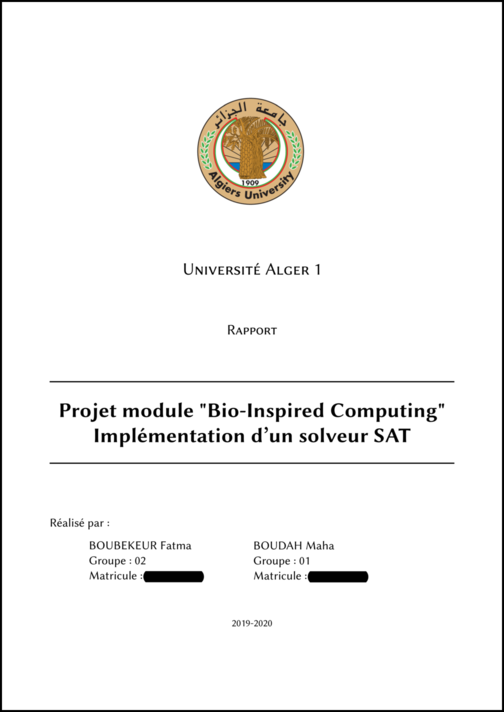 جامعة الجزائر
1909
Algiers University
Université Alger 1
Rapport
Projet module "Bio-Inspired Computing"
Implémentation d'un solveur SAT
Réalisé par :
BOUBEKEUR Fatma
Groupe : 02
Matricule :
BOUDAH Maha
Groupe : 01
Matricule :
2019-2020